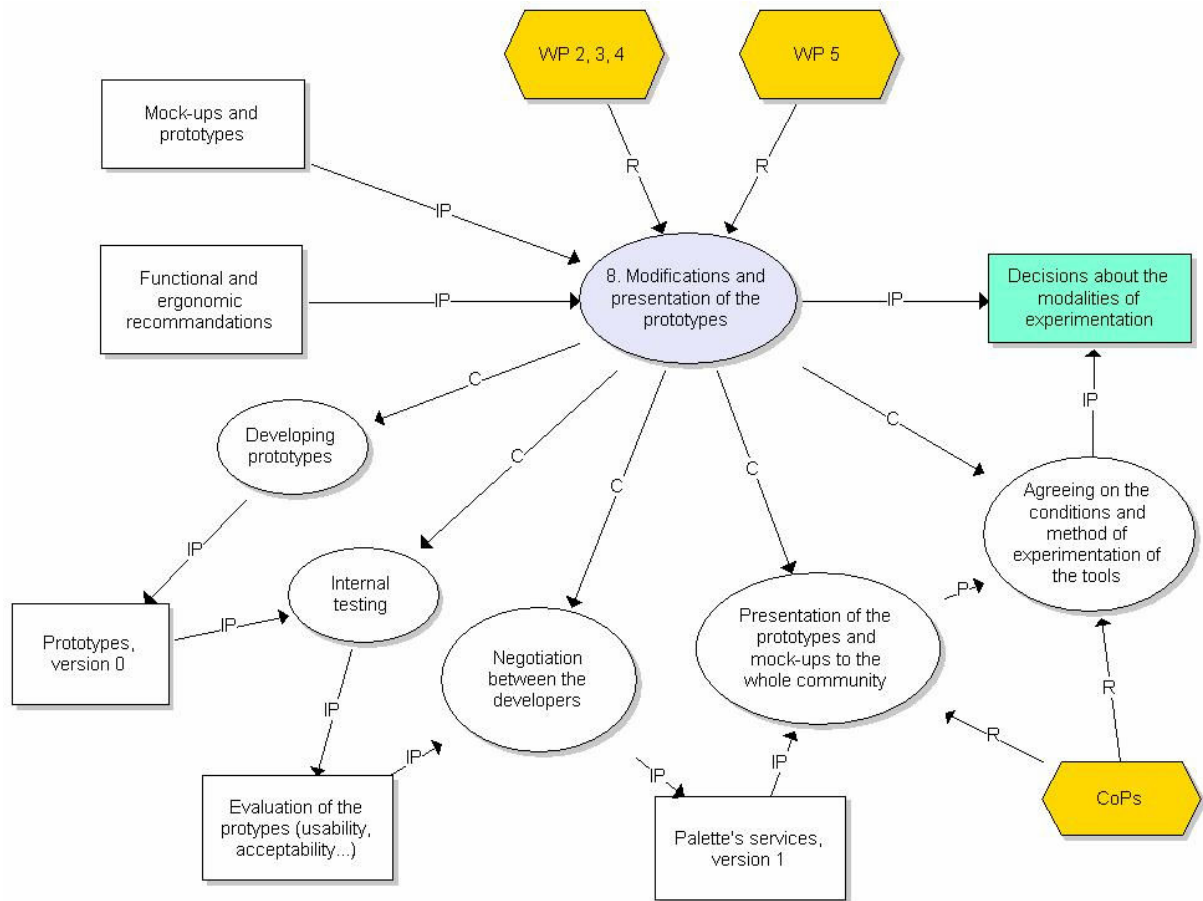 WP 2, 3, 4
WP 5
Mock-ups and
prototypes
R
R
IP
Functional and
ergonomic
recommandations
IP
8. Modifications and
presentation of the
prototypes
IP
Decisions about the
modalities of
experimentation
IP
C
C
C
C
C
Developing
prototypes
IP
Agreeing on the
conditions and
method of
experimentation of
the tools
Internal
testing
P
Prototypes,
version 0
IP
Presentation of the
prototypes and
mock-ups to the
whole community
Negotiation
between the
developers
IP
R
R
IP
IP
IP
Evaluation of the
protypes (usability,
acceptability...)
Palette's services,
version 1
CoPs